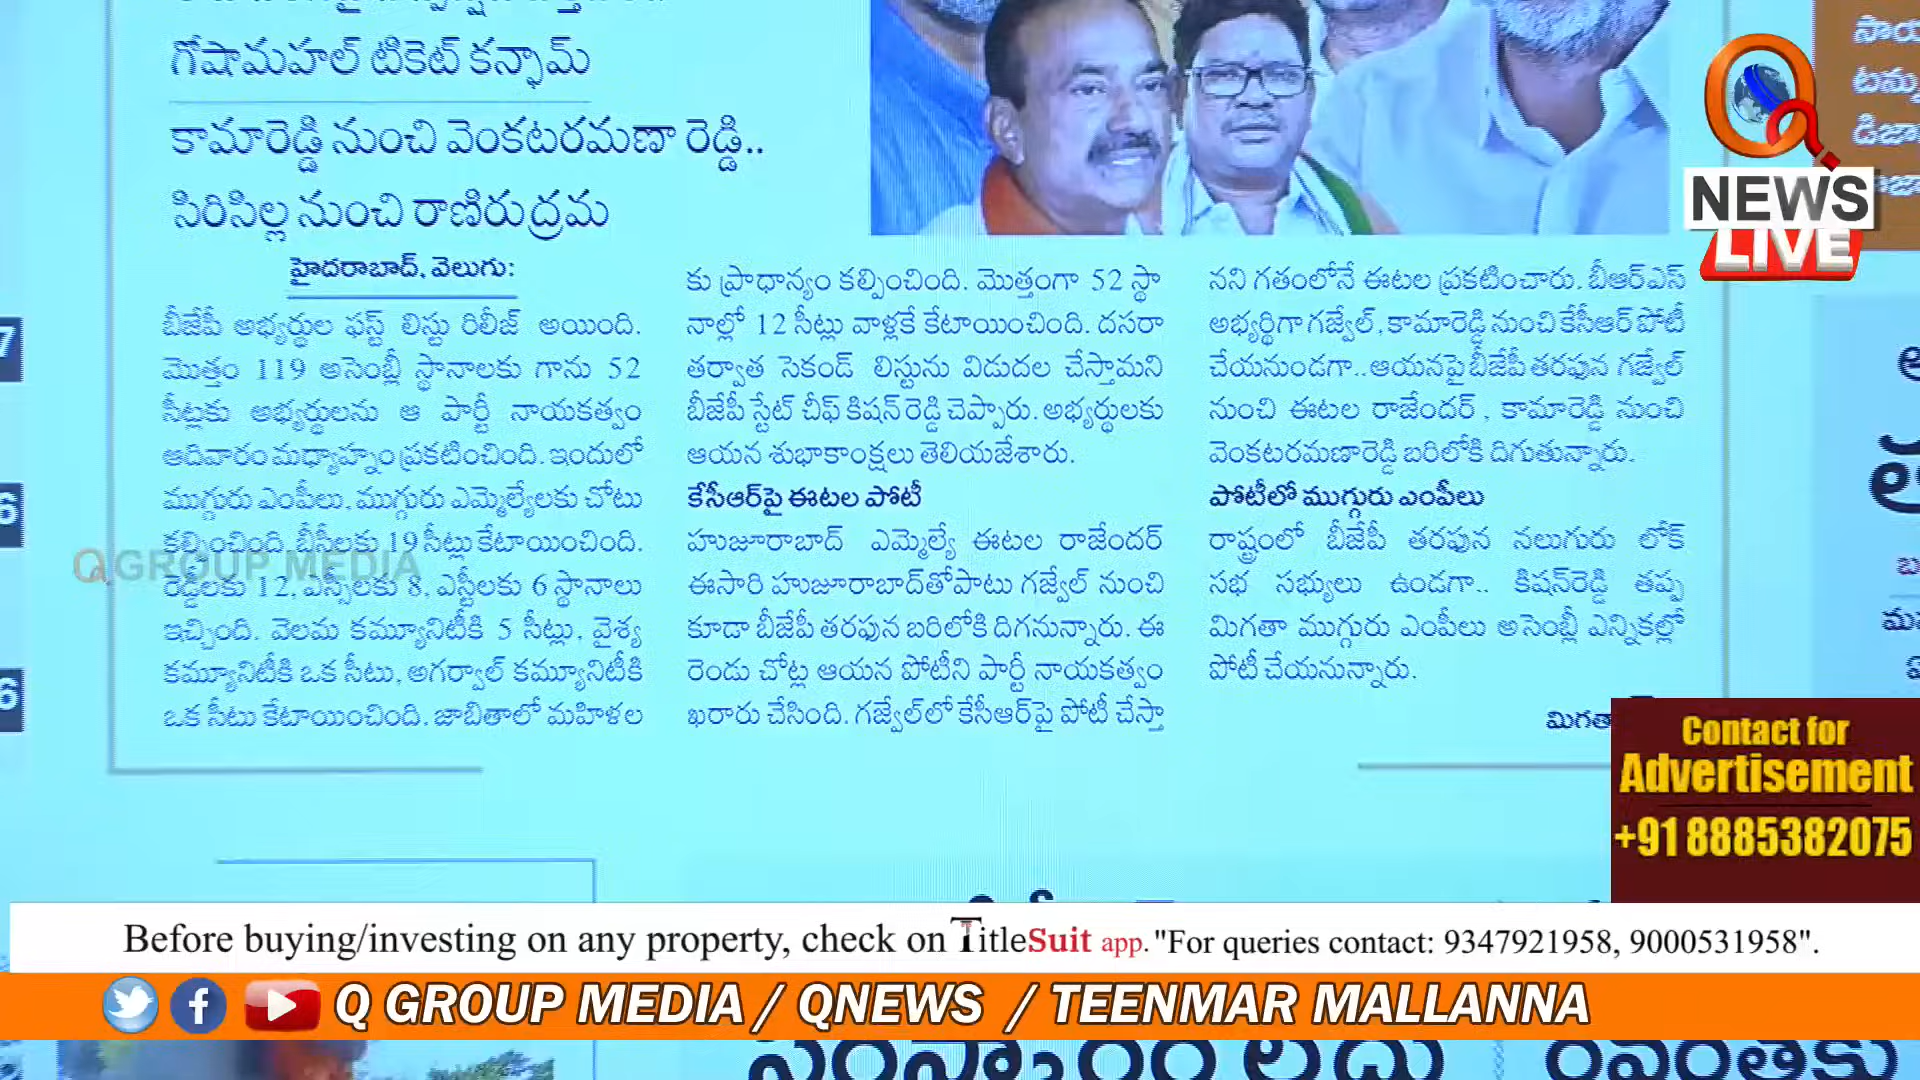 గోషామహల్ టికెట్ కన్ఫామ్
కామారెడ్డి నుంచి వెంకటరమణా రెడ్డి..
సిరిసిల్ల నుంచి రాణిరుద్రమ
హైదరాబాద్, వెలుగు:
బీజేపీ అభ్యర్థుల ఫస్ట్ లిస్టు రిలీజ్ అయింది.
మొత్తం 119 అసెంబ్లీ స్థానాలకు గాను 52
సీట్లకు అభ్యర్థులను ఆ పార్టీ నాయకత్వం
ఆదివారం మధ్యాహ్నం ప్రకటించింది. ఇందులో
ముగ్గురు ఎంపీలు, ముగ్గురు ఎమ్మెల్యేలకు చోటు
కల్పించింది. బీసీలకు 19 సీట్లు కేటాయించింది.
రెడ్డిలకు 12, ఎస్సీలకు 8, ఎస్టీలకు 6 స్థానాలు
ఇచ్చింది. వెలమ కమ్యూనిటీకి 5 సీట్లు, వైశ్య
కమ్యూనిటీకి ఒక సీటు, అగర్వాల్ కమ్యూనిటీకి
ఒక సీటు కేటాయించింది. జాబితాలో మహిళల
కు ప్రాధాన్యం కల్పించింది. మొత్తంగా 52 స్థా
నాల్లో 12 సీట్లు వాళ్లకే కేటాయించింది. దసరా
తర్వాత సెకండ్ లిస్టును విడుదల చేస్తామని
బీజేపీ స్టేట్ చీఫ్ కిషన్ రెడ్డి చెప్పారు. అభ్యర్థులకు
ఆయన శుభాకాంక్షలు తెలియజేశారు.
కేసీఆర్‌పై ఈటల పోటీ
హుజూరాబాద్ ఎమ్మెల్యే ఈటల రాజేందర్
ఈసారి హుజూరాబాద్‌తోపాటు గజ్వేల్ నుంచి
కూడా బీజేపీ తరఫున బరిలోకి దిగనున్నారు. ఈ
రెండు చోట్ల ఆయన పోటీని పార్టీ నాయకత్వం
ఖరారు చేసింది. గజ్వేల్‌లో కేసీఆర్‌పై పోటీ చేస్తా
నని గతంలోనే ఈటల ప్రకటించారు. బీఆర్ఎస్
అభ్యర్థిగా గజ్వేల్, కామారెడ్డి నుంచి కేసీఆర్ పోటీ
చేయనుండగా.. ఆయనపై బీజేపీ తరఫున గజ్వేల్
నుంచి ఈటల రాజేందర్, కామారెడ్డి నుంచి
వెంకటరమణారెడ్డి బరిలోకి దిగుతున్నారు.
పోటీలో ముగ్గురు ఎంపీలు
రాష్ట్రంలో బీజేపీ తరఫున నలుగురు లోక్
సభ సభ్యులు ఉండగా.. కిషన్‌రెడ్డి తప్ప
మిగతా ముగ్గురు ఎంపీలు అసెంబ్లీ ఎన్నికల్లో
పోటీ చేయనున్నారు.
మిగతా
Q GROUP MEDIA
NEWS
LIVE
Contact for
Advertisement
+91 8885382075
Before buying/investing on any property, check on TitleSuit app. "For queries contact: 9347921958, 9000531958".
Q GROUP MEDIA / QNEWS / TEENMAR MALLANNA